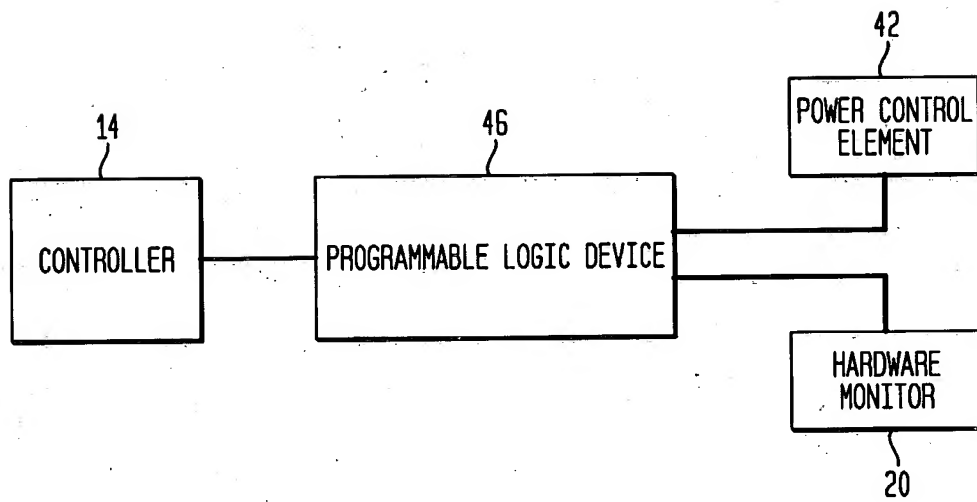 42
POWER CONTROL
ELEMENT
14
46
CONTROLLER
PROGRAMMABLE LOGIC DEVICE
HARDWARE
MONITOR
20